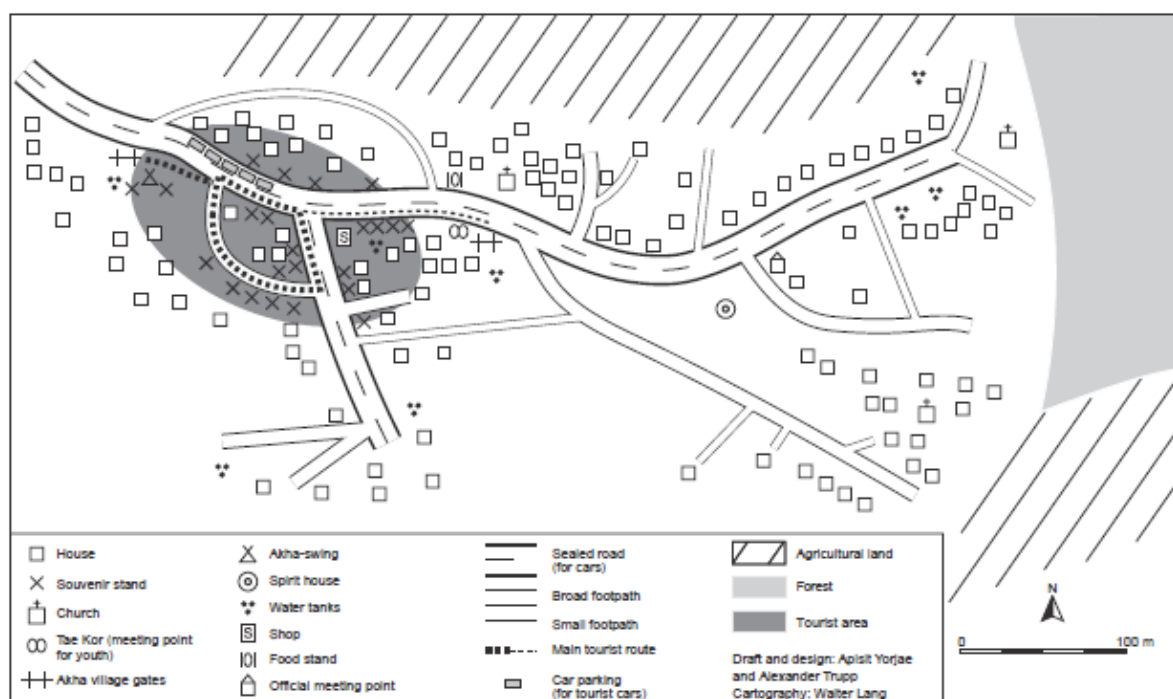 S
House
Souvenir stand
Church
Tae Kor (meeting point
for youth)
Akha village gates
Akha-swing
Spirit house
Water tanks
S
Shop
Food stand
Official meeting point
Sealed road
(for cars)
Broad footpath
Small footpath
Main tourist route
Car parking
(for tourist cars)
Agricultural land
Forest
Tourist area
Draft and design: Apisit Yorjae
and Alexander Trupp
Cartography: Walter Lang
N
0 100 m